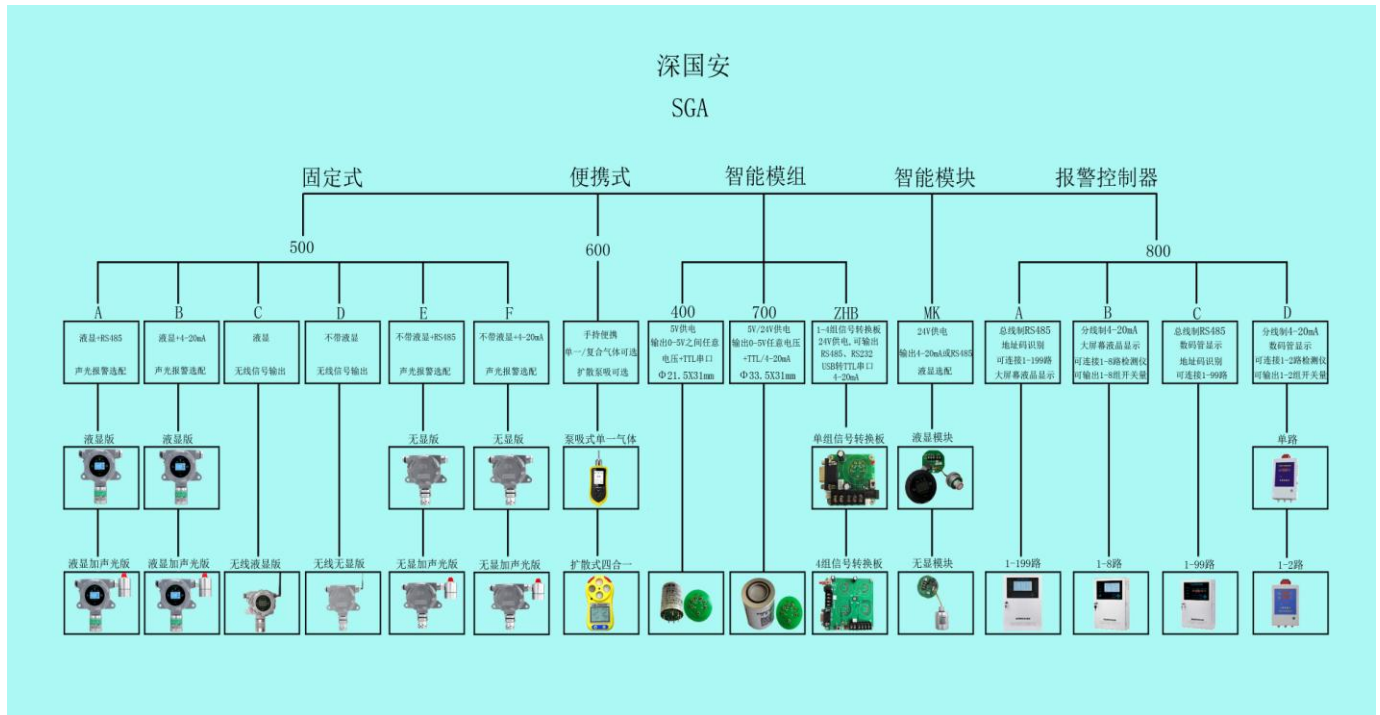 深国安
SGA
固定式
便携式
智能模组
智能模块
报警控制器
500
600
800
A
B
C
D
E
F
400
700
ZHB
MK
A
B
C
D
液显+RS485
声光报警选配
液显+4-20mA
声光报警选配
液显
无线信号输出
不带液显
无线信号输出
不带液显+RS485
声光报警选配
不带液显+4-20mA
声光报警选配
手持便携
单一/复合气体可选
扩散泵吸可选
5V供电
输出0-5V之间任意
电压+TTL串口
Φ21.5X31mm
5V/24V供电
输出0-5V任意电压
+TTL/4-20mA
Φ33.5X31mm
1-4组信号转换板
24V供电,可输出
RS485、RS232
USB转TTL串口
4-20mA
24V供电
输出4-20mA或RS485
液显选配
总线制RS485
地址码识别
可连接1-199路
大屏幕液晶显示
分线制4-20mA
大屏幕液晶显示
可连接1-8路检测仪
可输出1-8组开关量
总线制RS485
数码管显示
地址码识别
可连接1-99路
分线制4-20mA
数码管显示
可连接1-2路检测仪
可输出1-2组开关量
液显版
液显版
无显版
无显版
泵吸式单一气体
单组信号转换板
液显模块
单路
液显加声光版
液显加声光版
无线液显版
无线无显版
无显加声光版
无显加声光版
扩散式四合一
4组信号转换板
无显模块
1-199路
1-8路
1-99路
1-2路